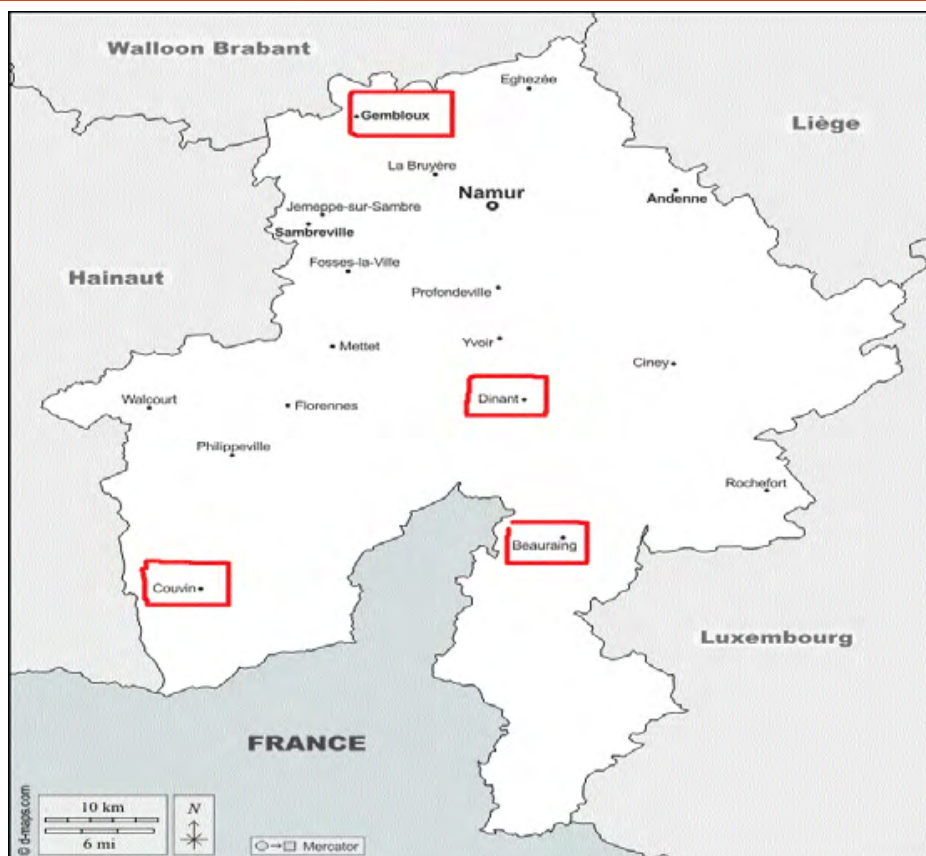 Walloon Brabant
Eghezée
Gembloux
Liège
La Bruyère
Namur
Andenne
Jemeppe-sur-Sambre
Sambreville
Fosses-la-Ville
Hainaut
Profondeville
Mettet
Yvoir
Ciney
Walcourt
Florennes
Dinant
Philippeville
Rochefort
Beauraing
Couvin
Luxembourg
FRANCE
10 km
6 mi
N
Mercator
© d-maps.com